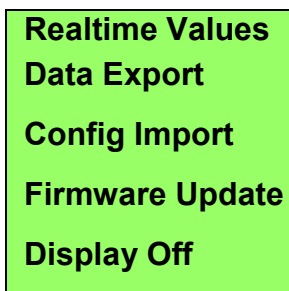 Realtime Values
Data Export
Config Import
Firmware Update
Display Off